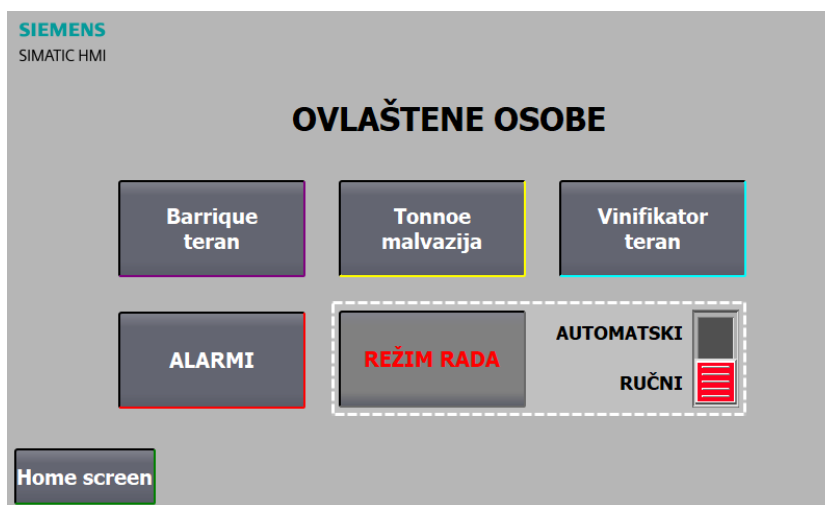 SIEMENS
SIMATIC HMI
OVLAŠTENE OSOBE
Barrique
teran
Tonnoe
malvazija
Vinifikator
teran
ALARMI
REŽIM RADA
AUTOMATSKI
RUČNI
Home screen